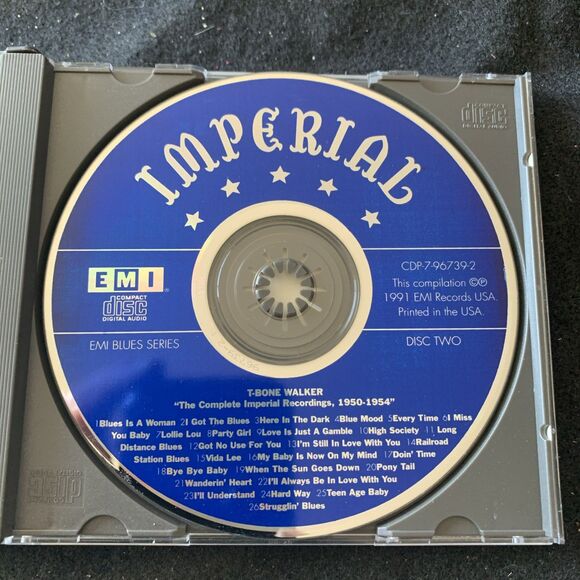 IMPERIAL
EMI
COMPACT
disc
DIGITAL AUDIO
CDP-7-96739-2
This compilation ©℗
1991 EMI Records USA.
Printed in the USA.
EMI BLUES SERIES
DISC TWO
T-BONE WALKER
"The Complete Imperial Recordings, 1950-1954"
1Blues Is A Woman 2I Got The Blues 3Here In The Dark 4Blue Mood 5Every Time 6I Miss
You Baby 7Lollie Lou 8Party Girl 9Love Is Just A Gamble 10High Society 11 Long
Distance Blues 12Got No Use For You 13I'm Still In Love With You 14Railroad
Station Blues 15Vida Lee 16My Baby Is Now On My Mind 17Doin' Time
18Bye Bye Baby 19When The Sun Goes Down 20Pony Tail
21Wanderin' Heart 22I'll Always Be In Love With You
23I'll Understand 24Hard Way 25Teen Age Baby
26Strugglin' Blues
COMPACT
disc
DIGITAL AUDIO